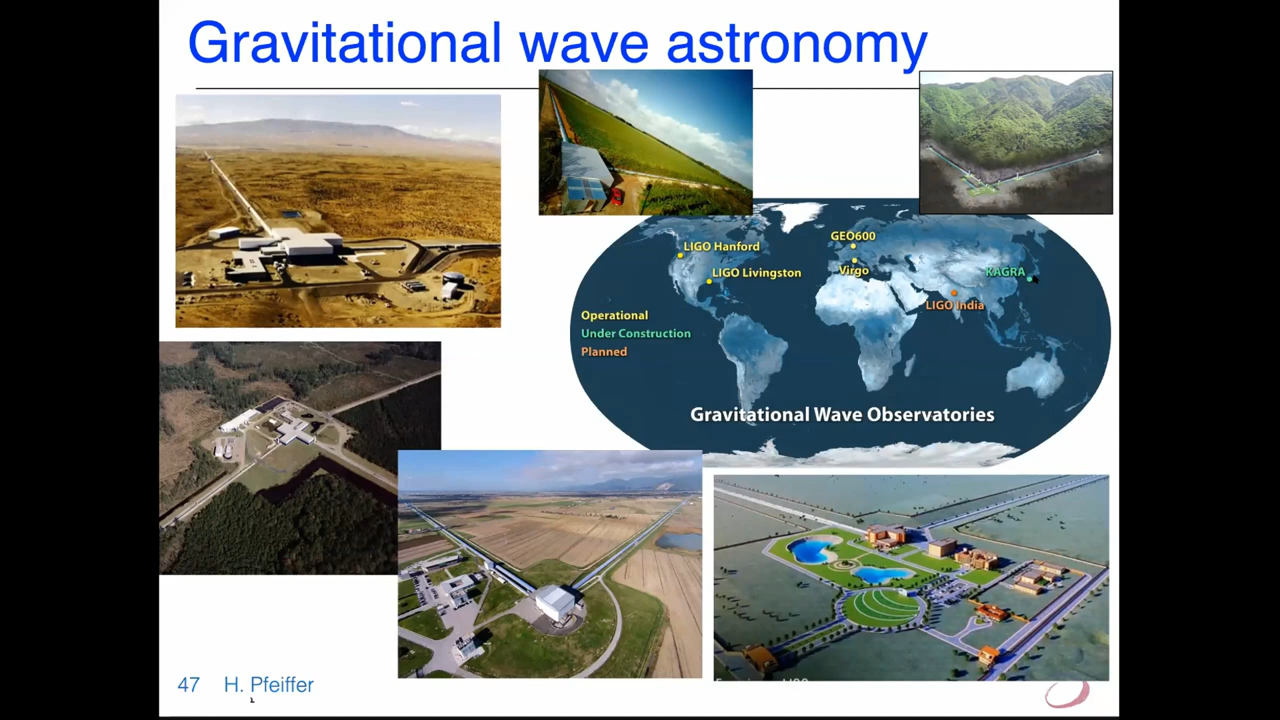 Gravitational wave astronomy
LIGO Hanford
GEO600
LIGO Livingston
Virgo
KAGRA
LIGO India
Operational
Under Construction
Planned
Gravitational Wave Observatories
47 H. Pfeiffer